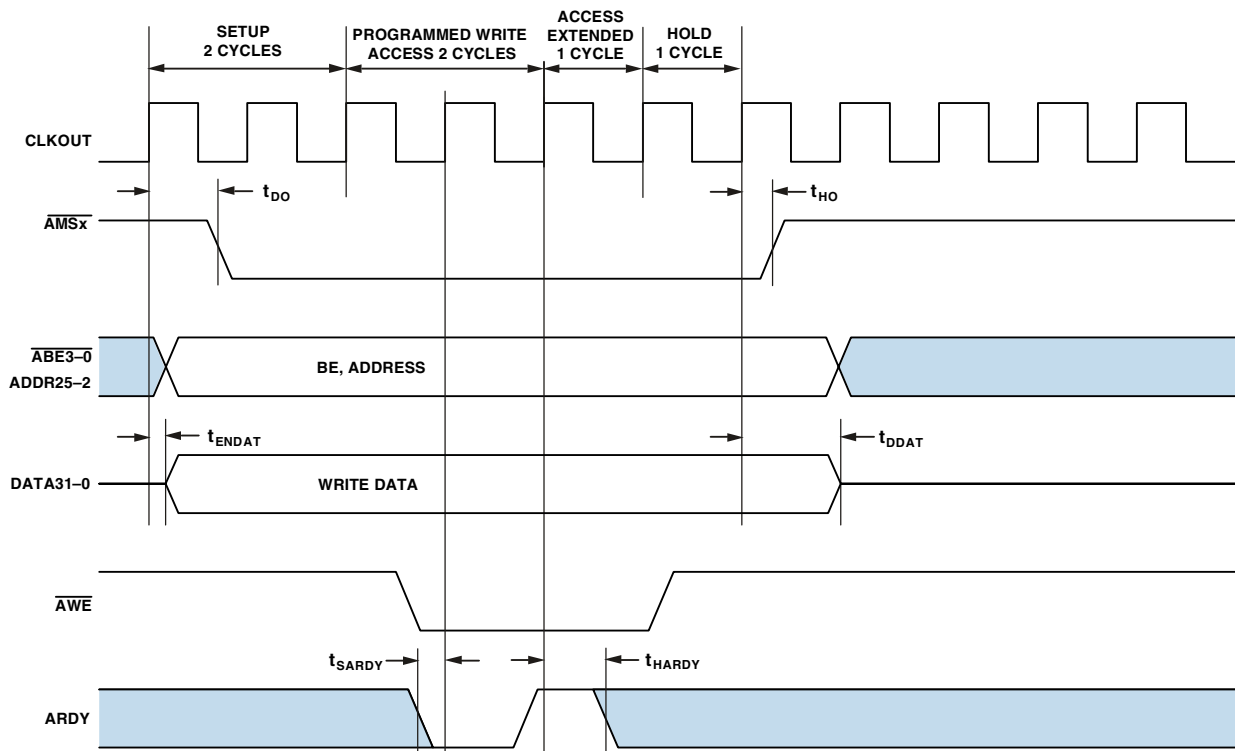 SETUP
2 CYCLES
PROGRAMMED WRITE
ACCESS 2 CYCLES
ACCESS
EXTENDED
1 CYCLE
HOLD
1 CYCLE
CLKOUT
tDO
tHO
AMSx
ABE3–0
ADDR25–2
BE, ADDRESS
tENDAT
tDDAT
DATA31–0
WRITE DATA
AWE
tSARDY
tHARDY
ARDY